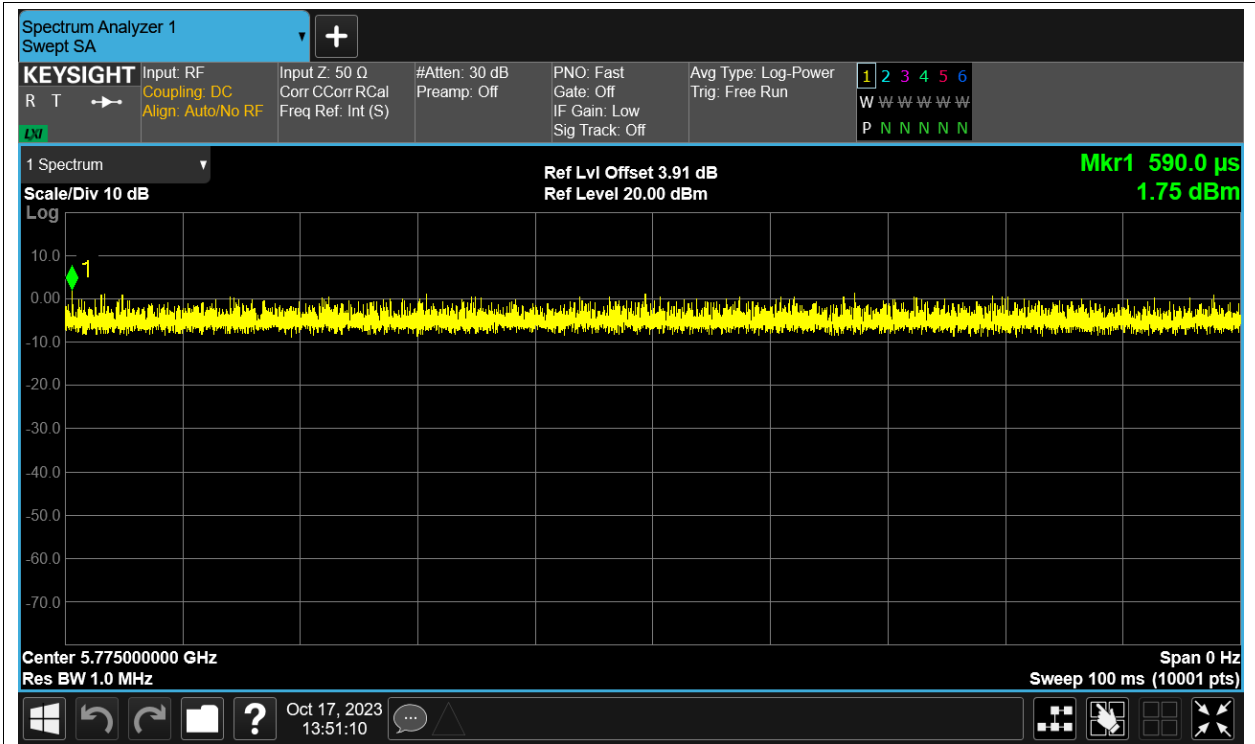 Spectrum Analyzer 1
Swept SA
KEYSIGHT
R T
LXI
Input: RF
Coupling: DC
Align: Auto/No RF
Input Z: 50 Ω
Corr CCorr RCal
Freq Ref: Int (S)
#Atten: 30 dB
Preamp: Off
PNO: Fast
Gate: Off
IF Gain: Low
Sig Track: Off
Avg Type: Log-Power
Trig: Free Run
1 2 3 4 5 6
W W W W W W
P N N N N N
1 Spectrum
Scale/Div 10 dB
Log
Ref Lvl Offset 3.91 dB
Ref Level 20.00 dBm
Mkr1 590.0 µs
1.75 dBm
1
10.0
0.00
-10.0
-20.0
-30.0
-40.0
-50.0
-60.0
-70.0
Center 5.775000000 GHz
Res BW 1.0 MHz
Span 0 Hz
Sweep 100 ms (10001 pts)
?
Oct 17, 2023
13:51:10